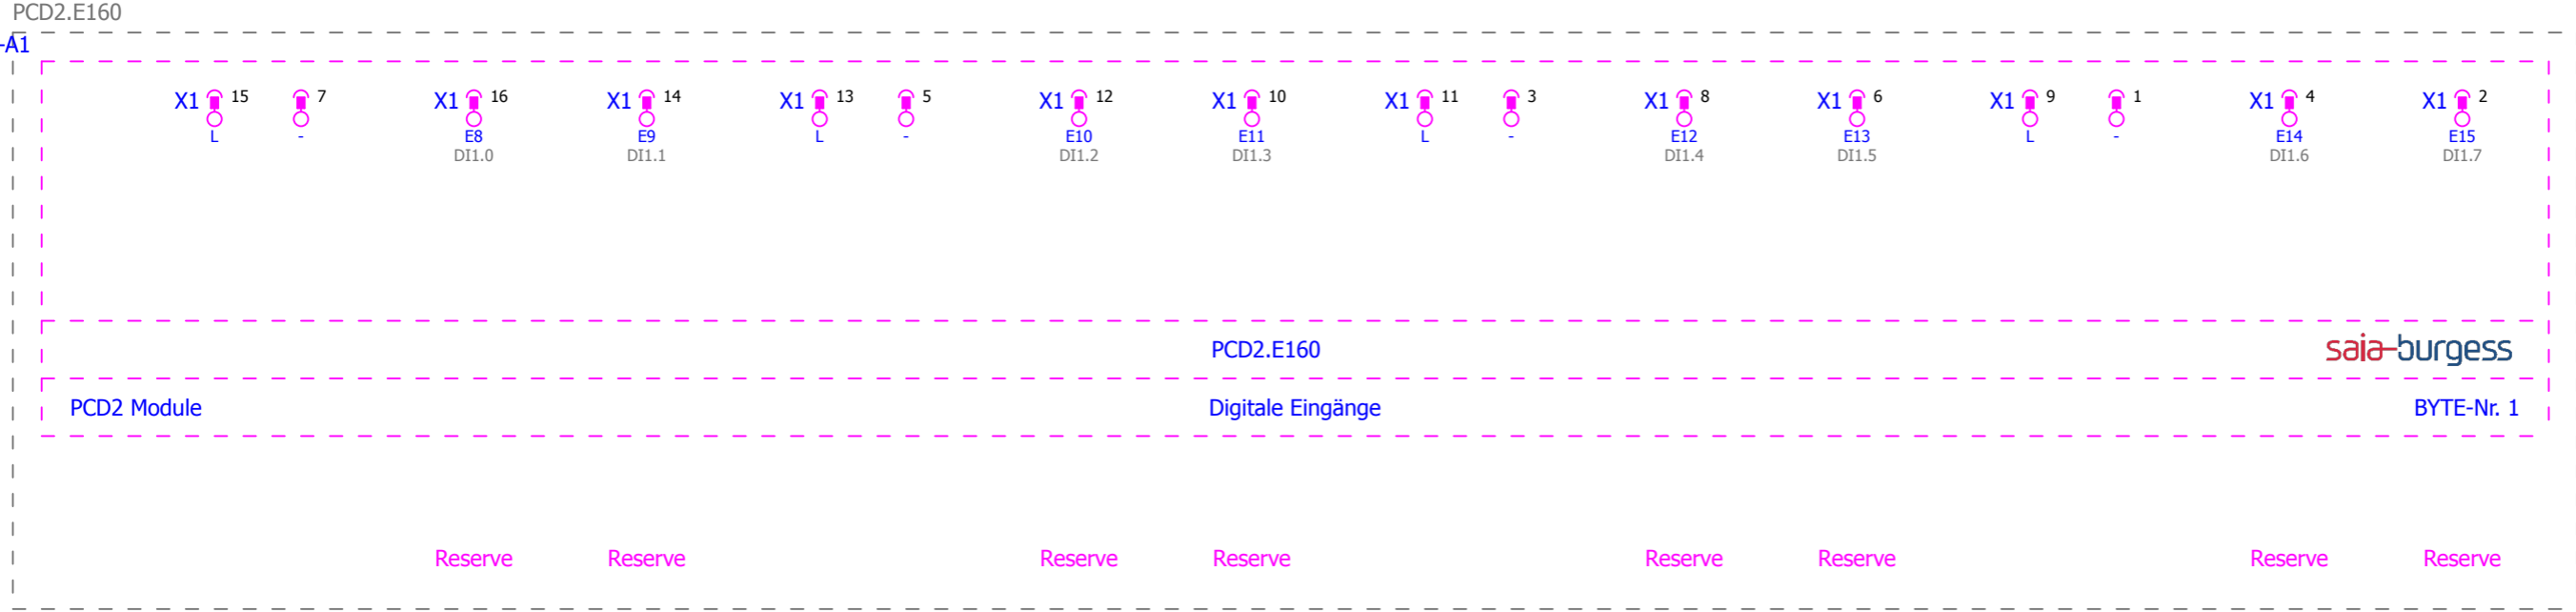 PCD2.E160
-A1
X1 15 7 X1 16 X1 14 X1 13 5 X1 12 X1 10 X1 11 3 X1 8 X1 6 X1 9 1 X1 4 X1 2
L - E8 E9 L - E10 E11 L - E12 E13 L - E14 E15
DI1.0 DI1.1 DI1.2 DI1.3 DI1.4 DI1.5 DI1.6 DI1.7
PCD2.E160 saia-burgess
PCD2 Module Digitale Eingänge BYTE-Nr. 1
Reserve Reserve Reserve Reserve Reserve Reserve Reserve Reserve